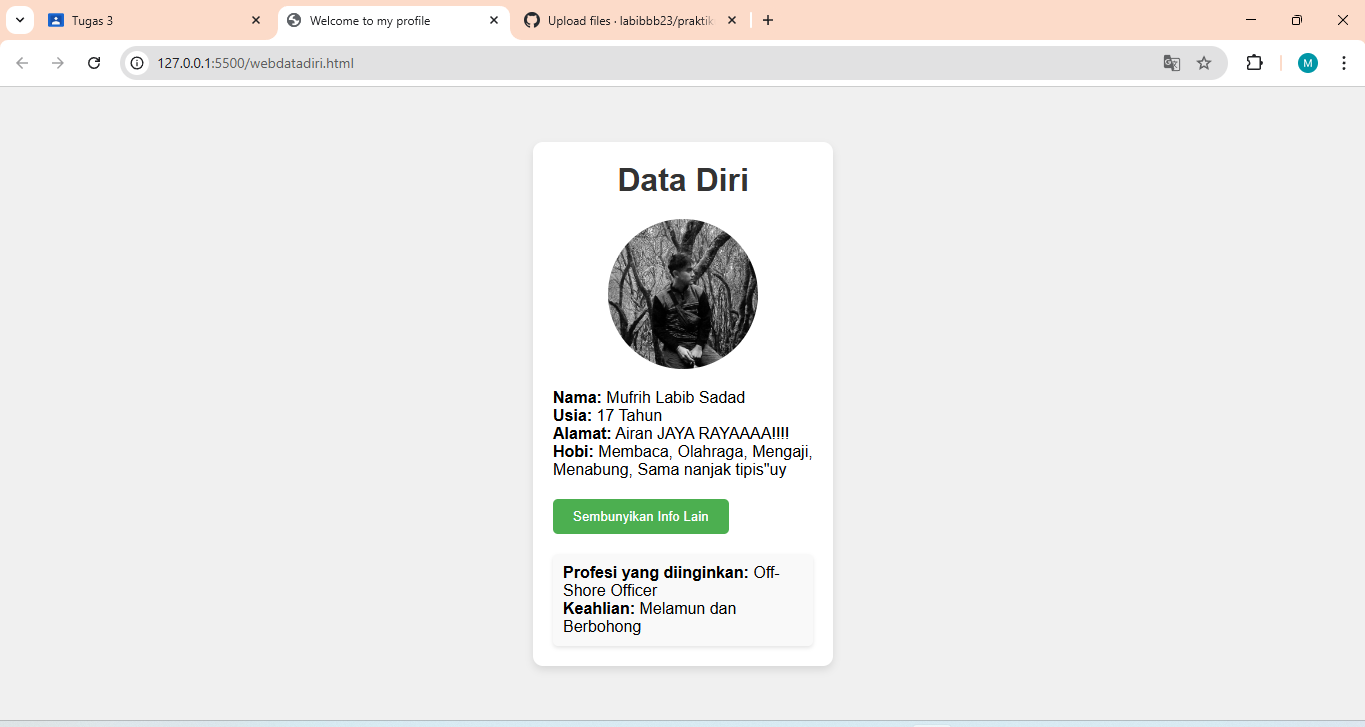 Tugas 3
Welcome to my profile
Upload files · labibbb23/praktik
127.0.0.1:5500/webdatadiri.html
M
Data Diri
Nama: Mufrih Labib Sadad
Usia: 17 Tahun
Alamat: Airan JAYA RAYAAAA!!!!
Hobi: Membaca, Olahraga, Mengaji,
Menabung, Sama nanjak tipis"uy
Sembunyikan Info Lain
Profesi yang diinginkan: Off-
Shore Officer
Keahlian: Melamun dan
Berbohong